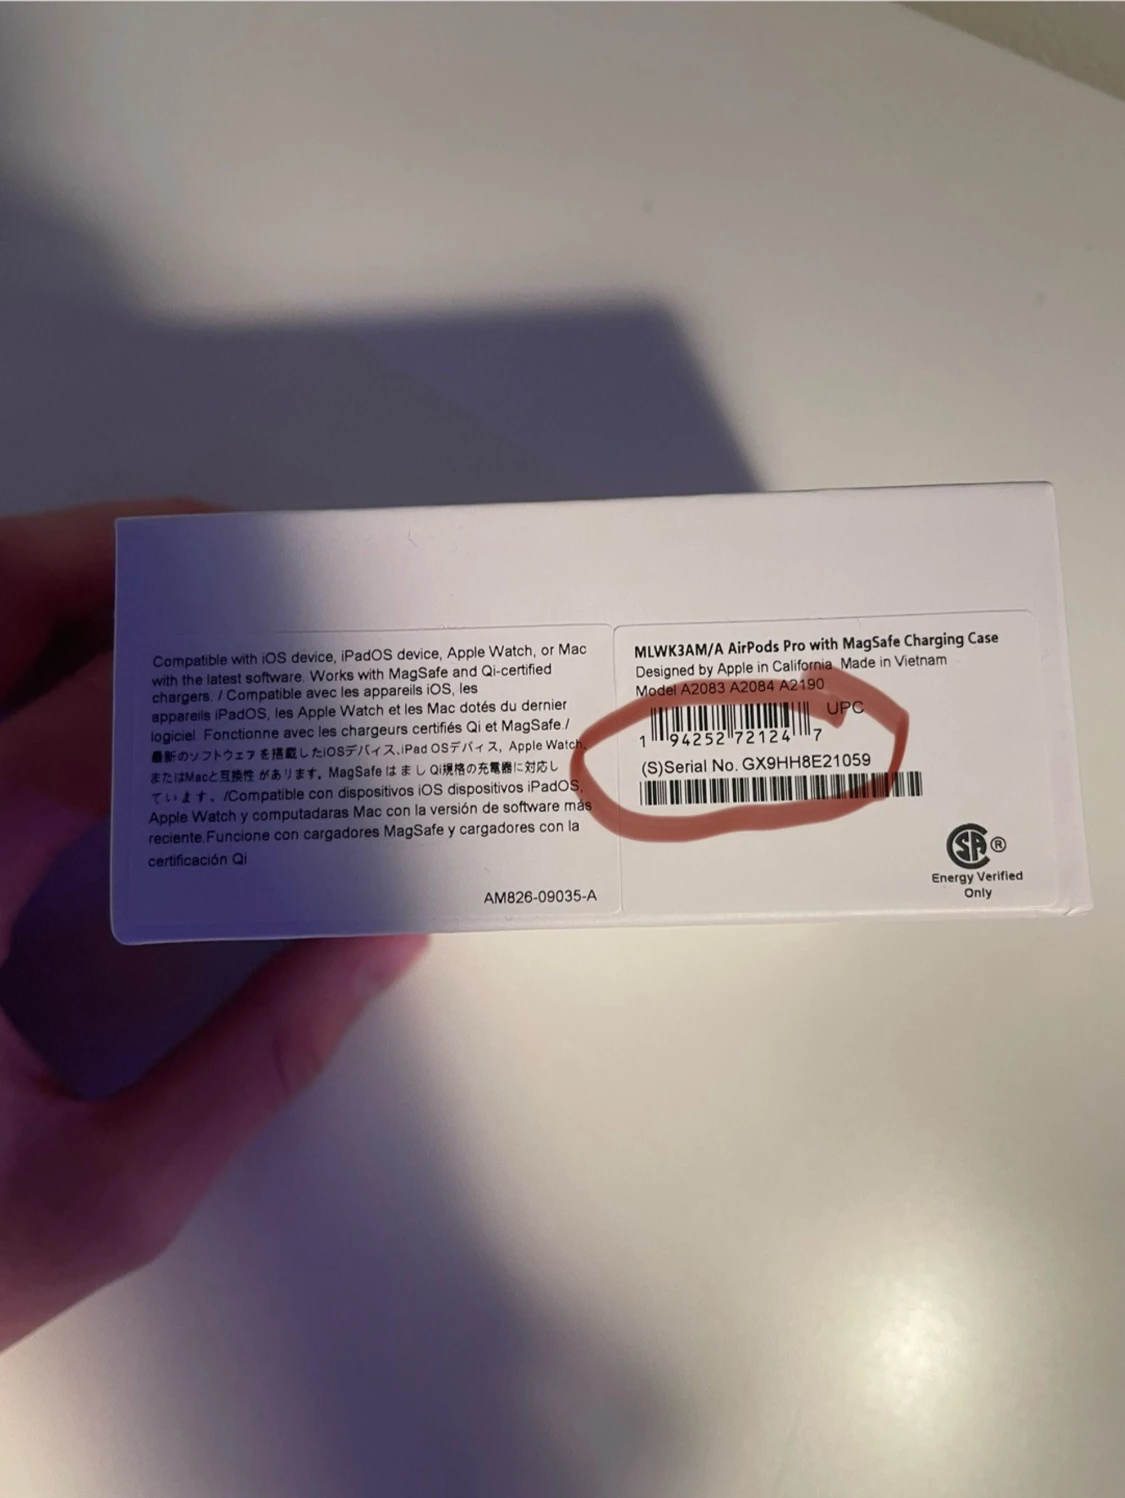 Compatible with iOS device, iPadOS device, Apple Watch, or Mac
with the latest software. Works with MagSafe and Qi-certified
chargers. / Compatible avec les appareils iOS, les
appareils iPadOS, les Apple Watch et les Mac dotés du dernier
logiciel Fonctionne avec les chargeurs certifiés Qi et MagSafe./
最新のソフトウェアを搭載したiOSデバイス､iPad OSデバイス, Apple Watch,
またはMacと互換性 があります。MagSafe は ま し Qi規格の充電器に対応し
ています。/Compatible con dispositivos iOS dispositivos iPadOS,
Apple Watch y computadaras Mac con la versión de software más
reciente.Funcione con cargadores MagSafe y cargadores con la
certificación Qi
AM826-09035-A
MLWK3AM/A AirPods Pro with MagSafe Charging Case
Designed by Apple in California Made in Vietnam
Model A2083 A2084 A2190
UPC
1 94252 72124 7
(S)Serial No. GX9HH8E21059
SA ®
Energy Verified
Only